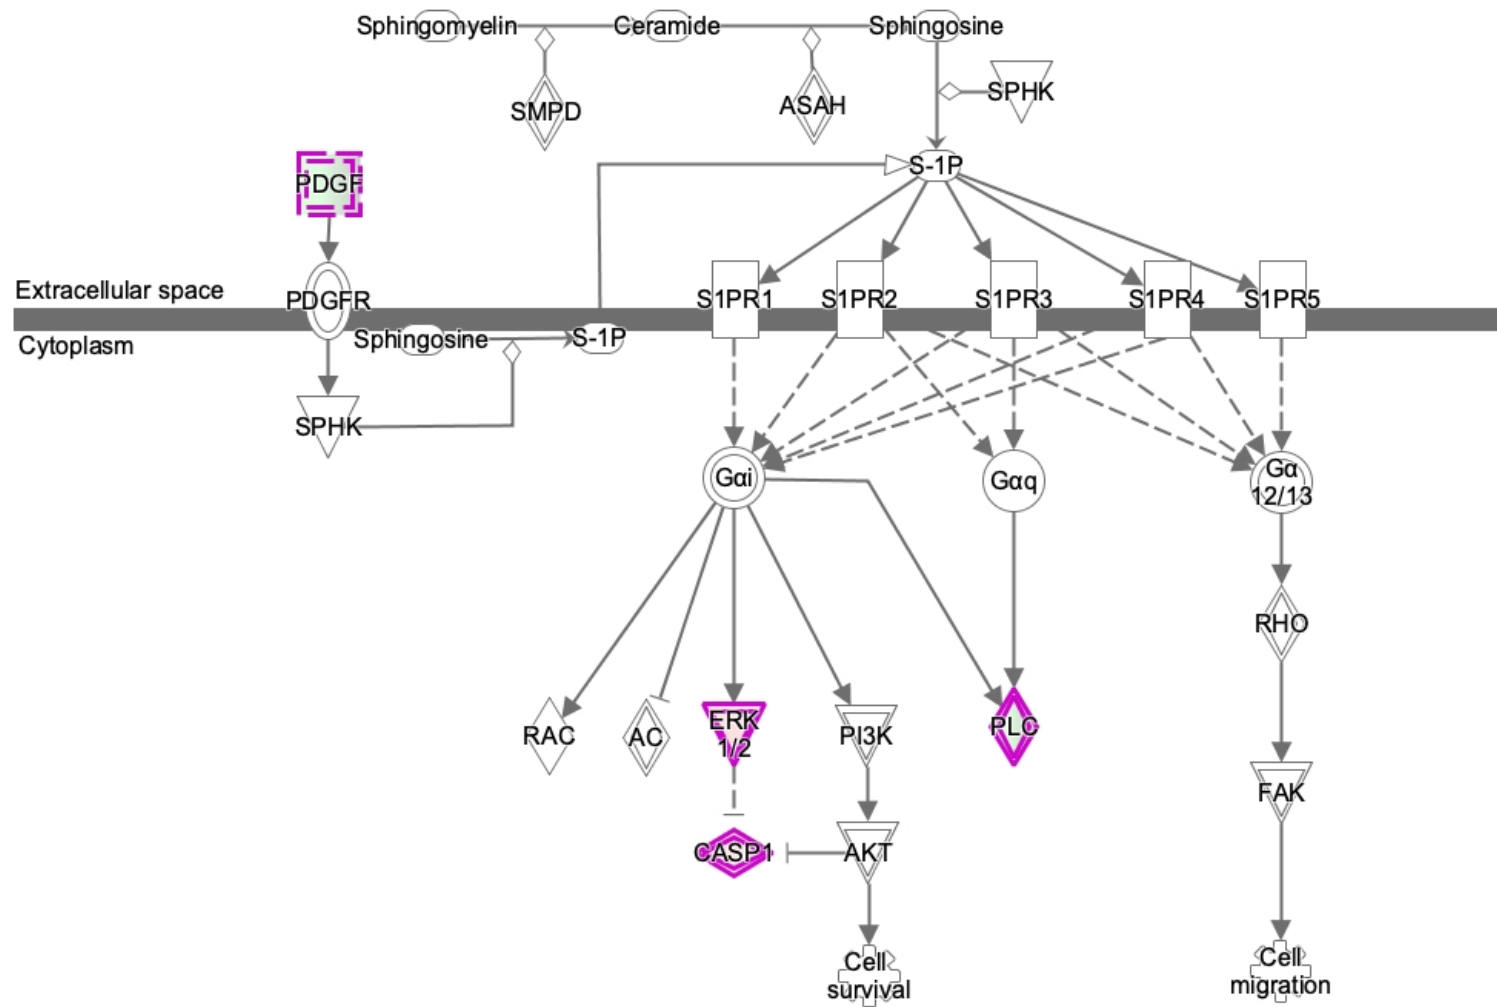 Sphingomyelin
Ceramide
Sphingosine
SMPD
ASAH
SPHK
PDGF
S-1P
Extracellular space
PDGFR
S1PR1
S1PR2
S1PR3
S1PR4
S1PR5
Cytoplasm
Sphingosine
S-1P
SPHK
Gαi
Gαq
Gα
12/13
RHO
RAC
AC
ERK
1/2
PI3K
PLC
FAK
CASP1
AKT
Cell
survival
Cell
migration